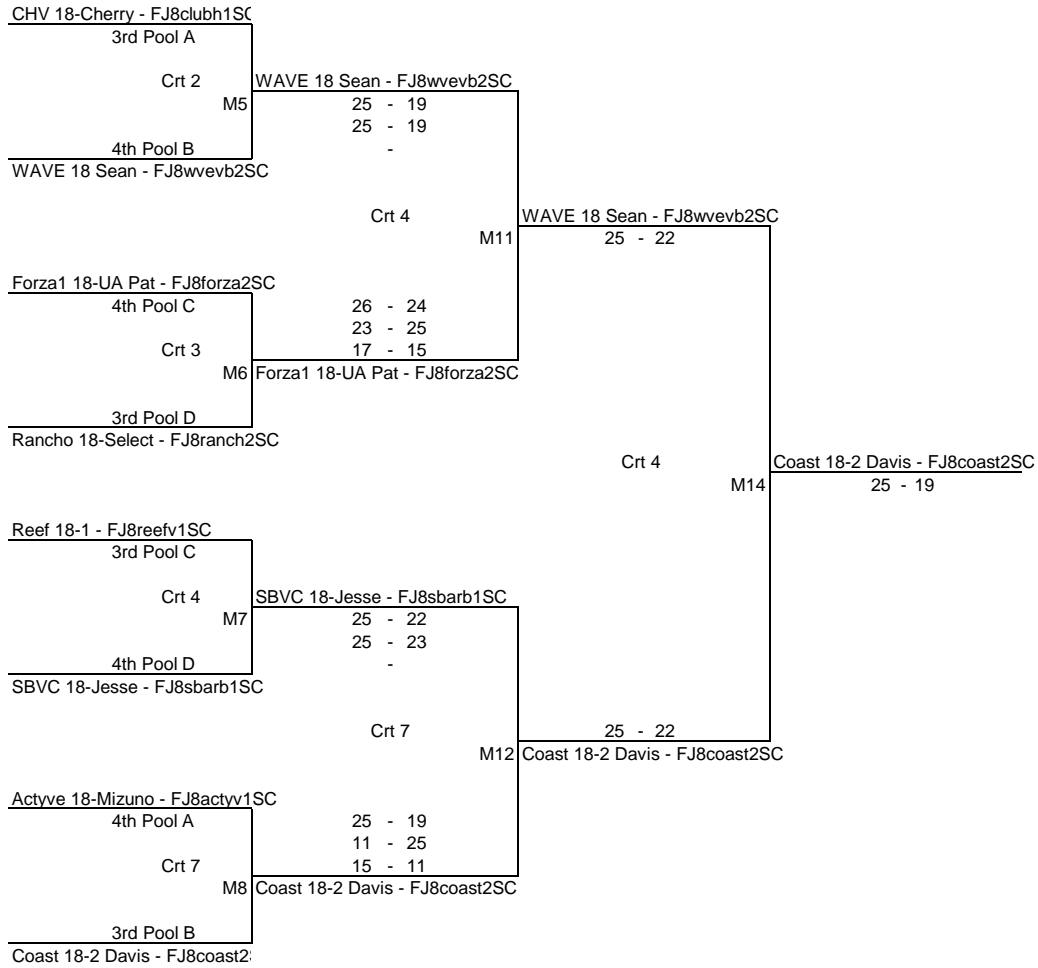 CHV 18-Cherry - FJ8clubh1SC
3rd Pool A
Crt 2
WAVE 18 Sean - FJ8wvevb2SC
M5
25 - 19
25 - 19
4th Pool B
-
WAVE 18 Sean - FJ8wvevb2SC
Crt 4
WAVE 18 Sean - FJ8wvevb2SC
M11
25 - 22
Forza1 18-UA Pat - FJ8forza2SC
4th Pool C
26 - 24
23 - 25
Crt 3
17 - 15
M6
Forza1 18-UA Pat - FJ8forza2SC
3rd Pool D
Rancho 18-Select - FJ8ranch2SC
Crt 4
Coast 18-2 Davis - FJ8coast2SC
M14
25 - 19
Reef 18-1 - FJ8reefv1SC
3rd Pool C
Crt 4
SBVC 18-Jesse - FJ8sbarb1SC
M7
25 - 22
25 - 23
4th Pool D
-
SBVC 18-Jesse - FJ8sbarb1SC
Crt 7
25 - 22
M12
Coast 18-2 Davis - FJ8coast2SC
Actyve 18-Mizuno - FJ8actyv1SC
4th Pool A
25 - 19
11 - 25
Crt 7
15 - 11
M8
Coast 18-2 Davis - FJ8coast2SC
3rd Pool B
Coast 18-2 Davis - FJ8coast2